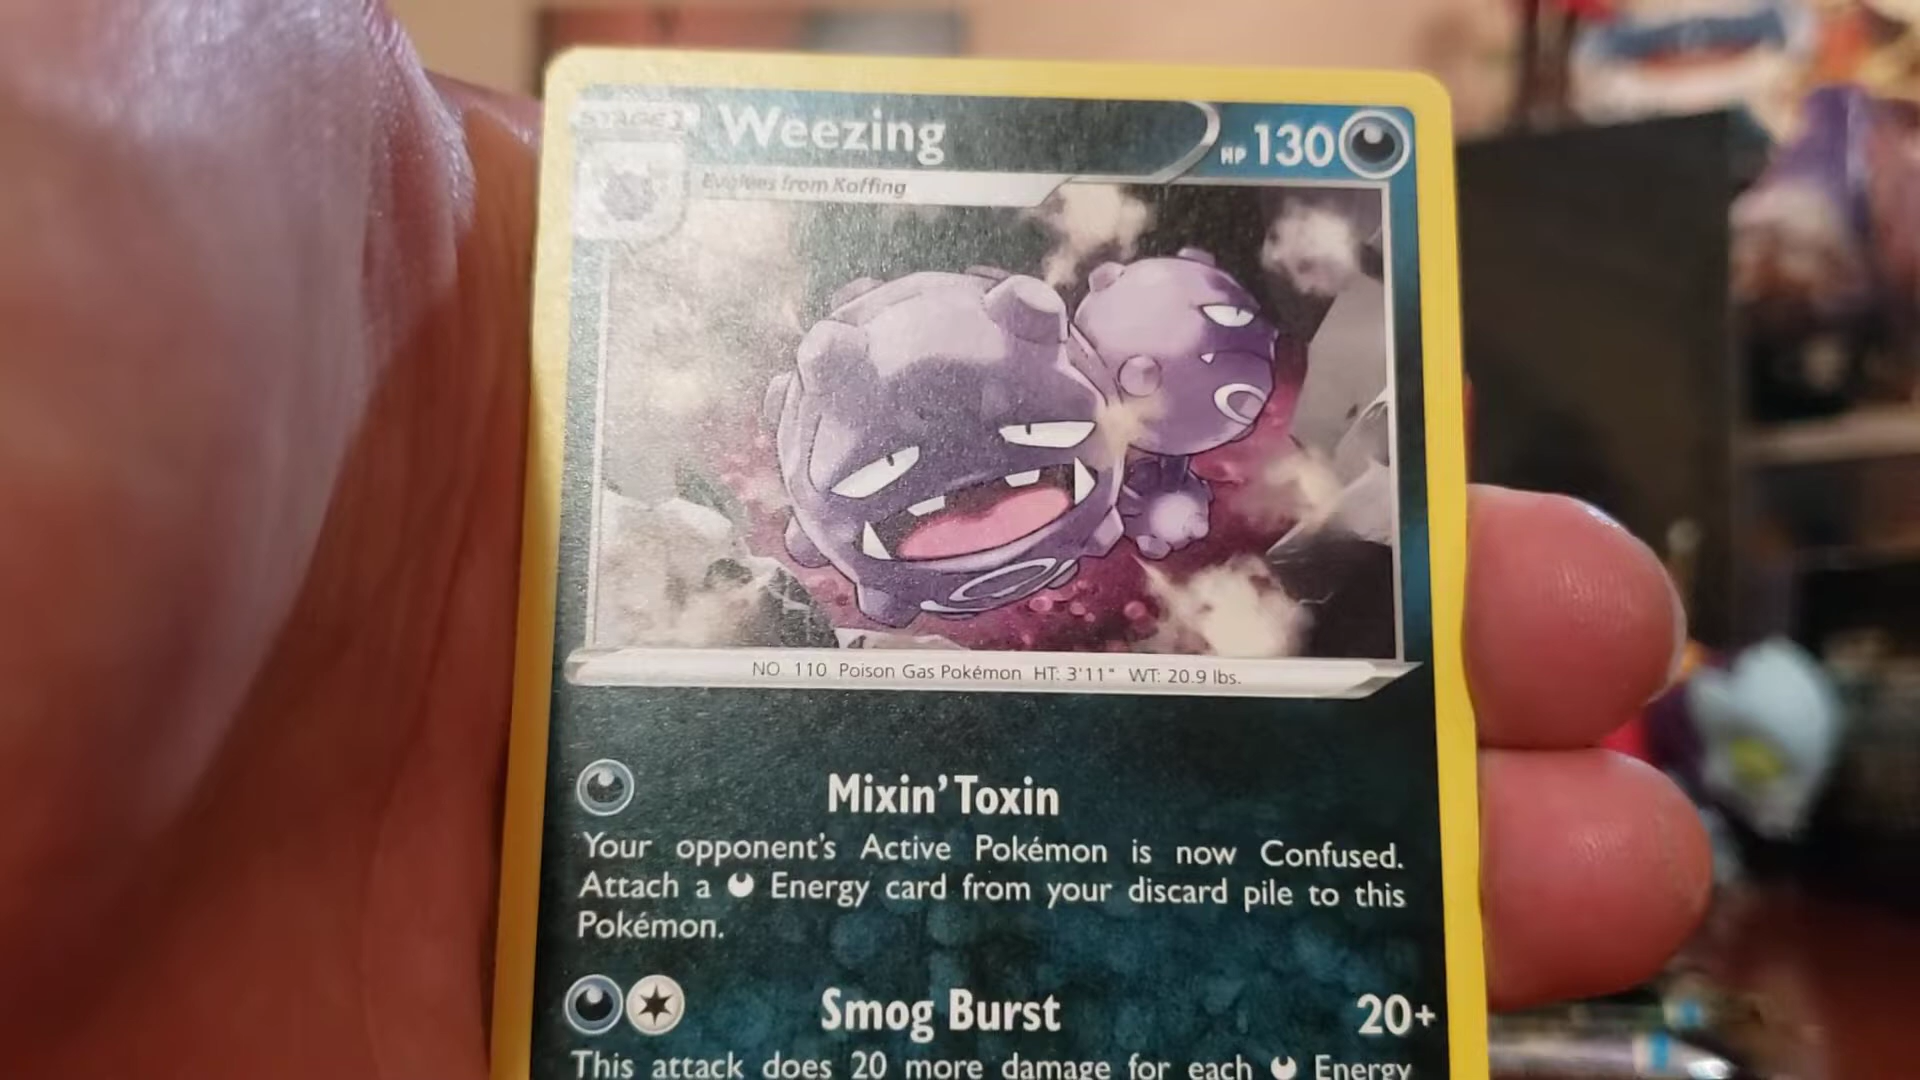 STAGE 1
Weezing
HP 130
Evolves from Koffing
NO. 110 Poison Gas Pokémon HT: 3'11" WT: 20.9 lbs.
Mixin' Toxin
Your opponent's Active Pokémon is now Confused.
Attach a Energy card from your discard pile to this
Pokémon.
Smog Burst 20+
This attack does 20 more damage for each Energy